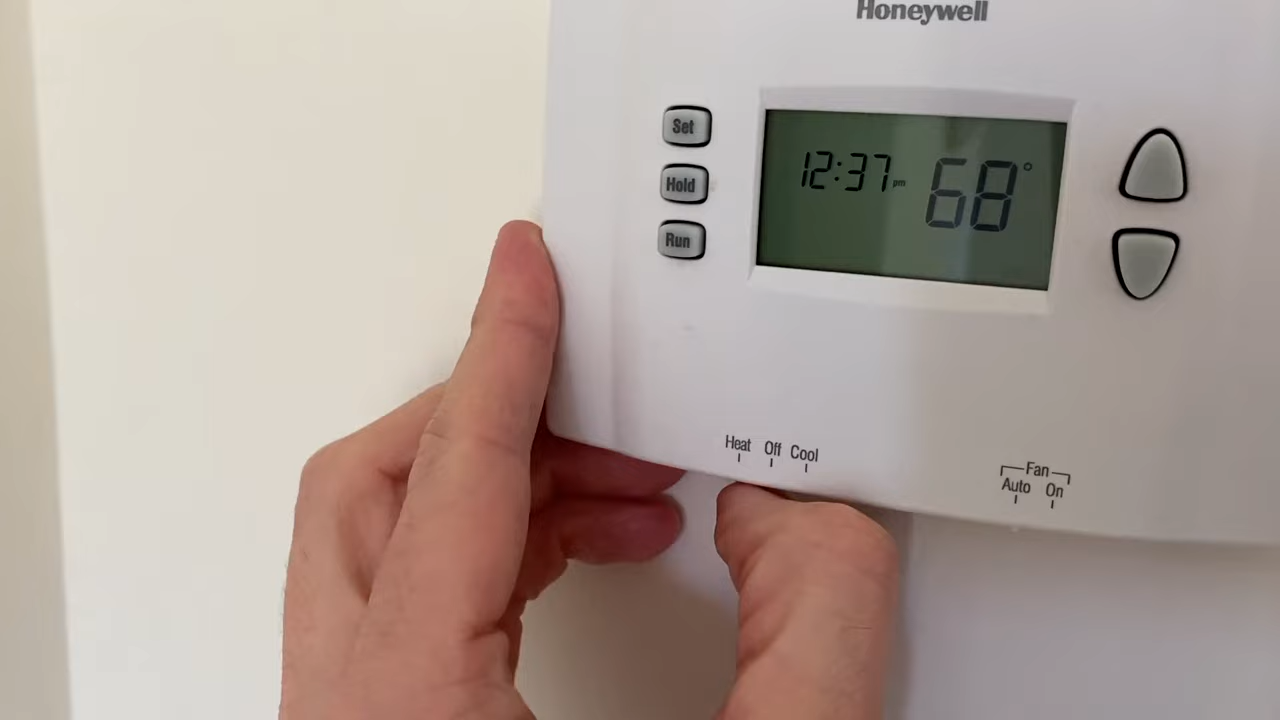 Honeywell
Set
Hold
Run
12:37 pm 68°
Heat Off Cool
Fan
Auto On